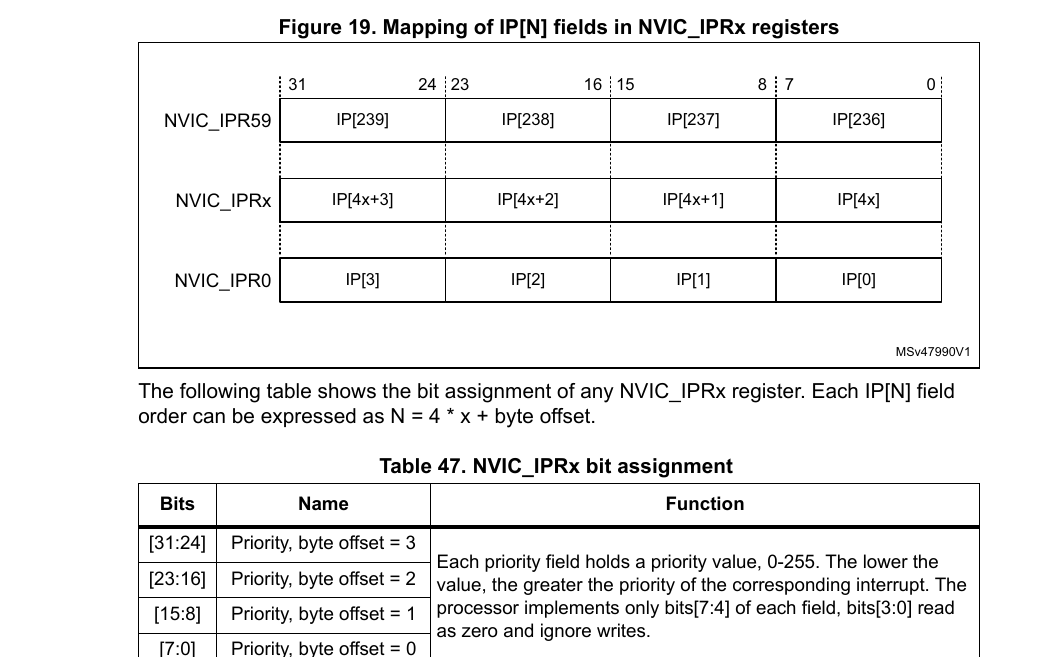 Figure 19. Mapping of IP[N] fields in NVIC_IPRx registers
31 24 23 16 15 8 7 0
NVIC_IPR59 IP[239] IP[238] IP[237] IP[236]
NVIC_IPRx IP[4x+3] IP[4x+2] IP[4x+1] IP[4x]
NVIC_IPR0 IP[3] IP[2] IP[1] IP[0]
MSv47990V1
The following table shows the bit assignment of any NVIC_IPRx register. Each IP[N] field
order can be expressed as N = 4 * x + byte offset.
Table 47. NVIC_IPRx bit assignment
Bits Name Function
[31:24] Priority, byte offset = 3
[23:16] Priority, byte offset = 2
[15:8] Priority, byte offset = 1
[7:0] Priority, byte offset = 0
Each priority field holds a priority value, 0-255. The lower the
value, the greater the priority of the corresponding interrupt. The
processor implements only bits[7:4] of each field, bits[3:0] read
as zero and ignore writes.